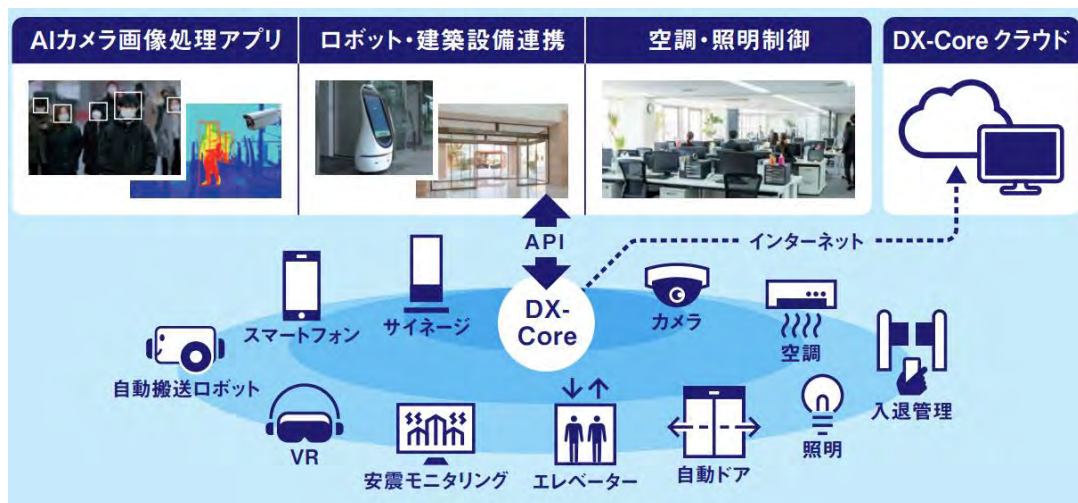 AIカメラ画像処理アプリ
ロボット・建築設備連携
空調・照明制御
DX-Core クラウド
API
インターネット
DX-
Core
スマートフォン
サイネージ
カメラ
空調
自動搬送ロボット
入退管理
VR
安震モニタリング
エレベーター
自動ドア
照明